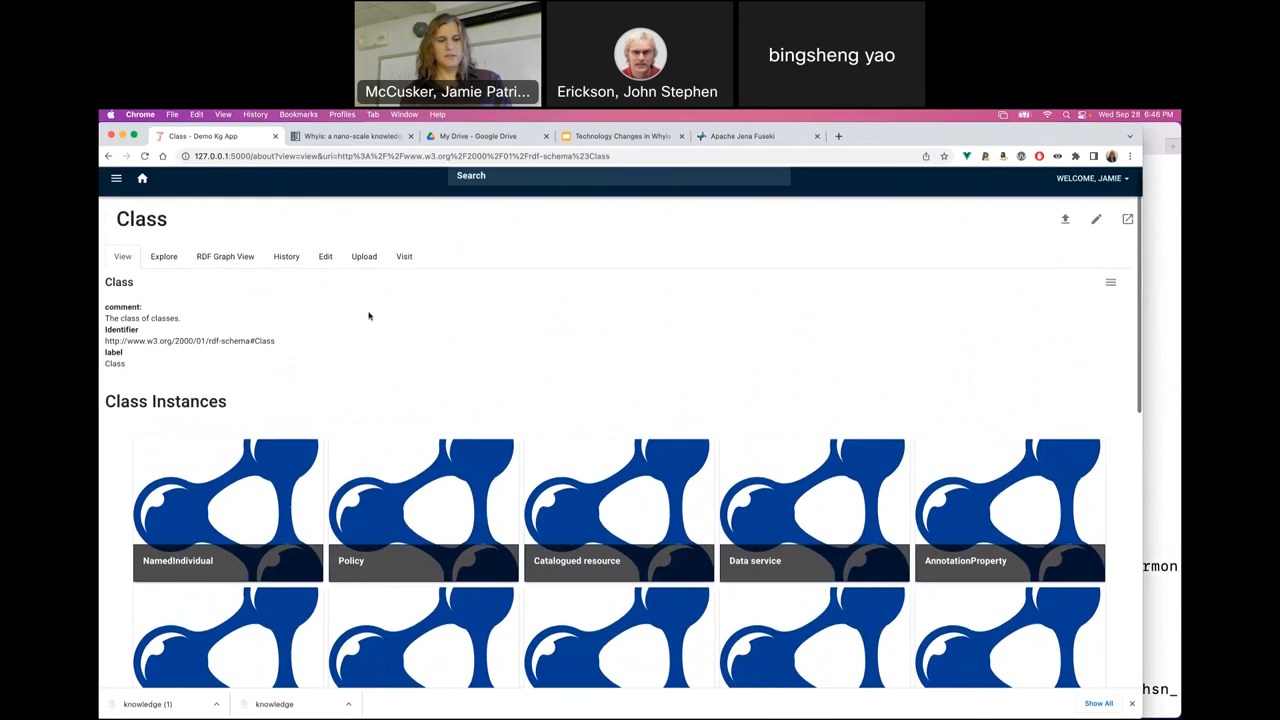 McCusker, Jamie Patri...
Erickson, John Stephen
bingsheng yao
Chrome File Edit View History Bookmarks Profiles Tab Window Help
Wed Sep 28 6:46 PM
Class - Demo Kg App
Whyis: a nano-scale knowledg
My Drive - Google Drive
Technology Changes in Whyis
Apache Jena Fuseki
127.0.0.1:5000/about?view=view&uri=http%3A%2F%2Fwww.w3.org%2F2000%2F01%2Frdf-schema%23Class
Search
WELCOME, JAMIE
Class
View Explore RDF Graph View History Edit Upload Visit
Class
comment:
The class of classes.
Identifier
http://www.w3.org/2000/01/rdf-schema#Class
label
Class
Class Instances
NamedIndividual
Policy
Catalogued resource
Data service
AnnotationProperty
rmon
hsn_
knowledge (1)
knowledge
Show All